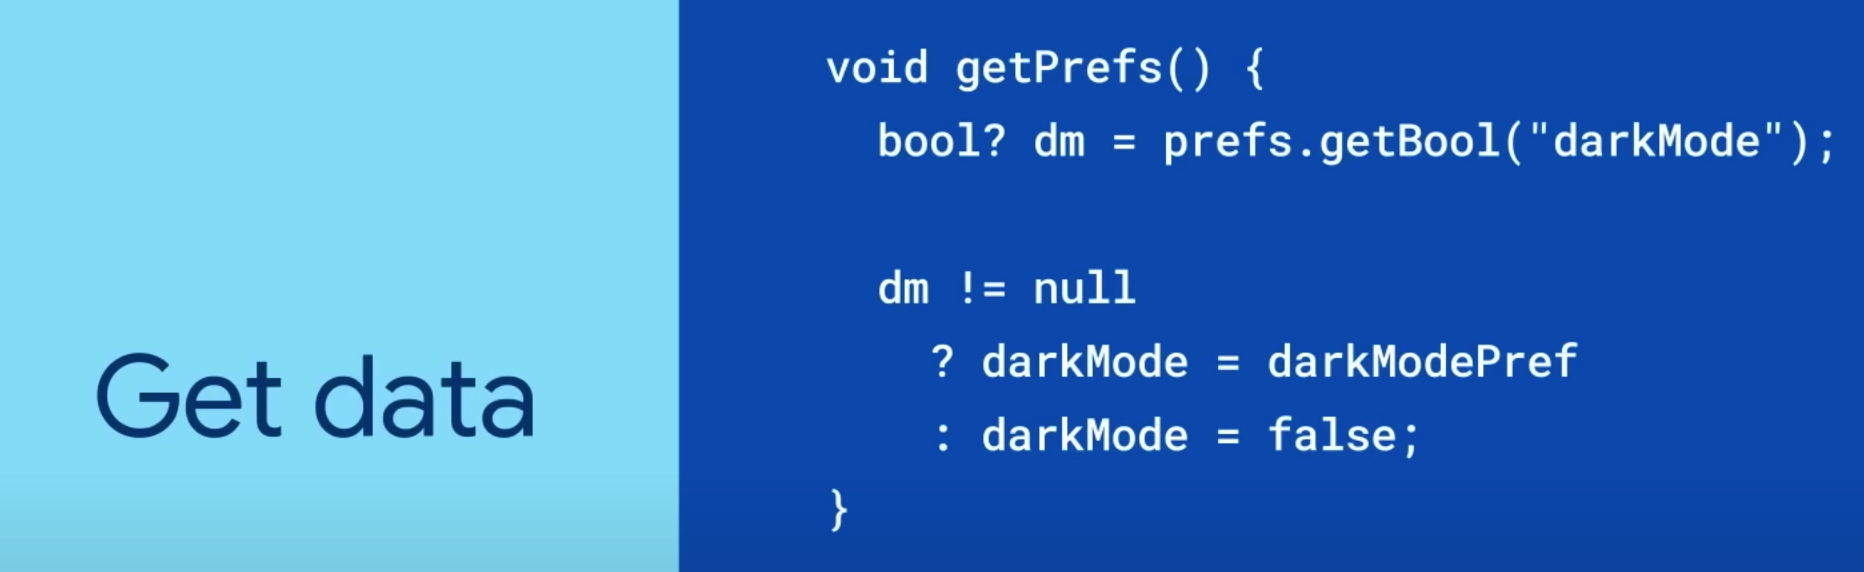 Get data
void getPrefs() {
  bool? dm = prefs.getBool("darkMode");

  dm != null
    ? darkMode = darkModePref
    : darkMode = false;
}